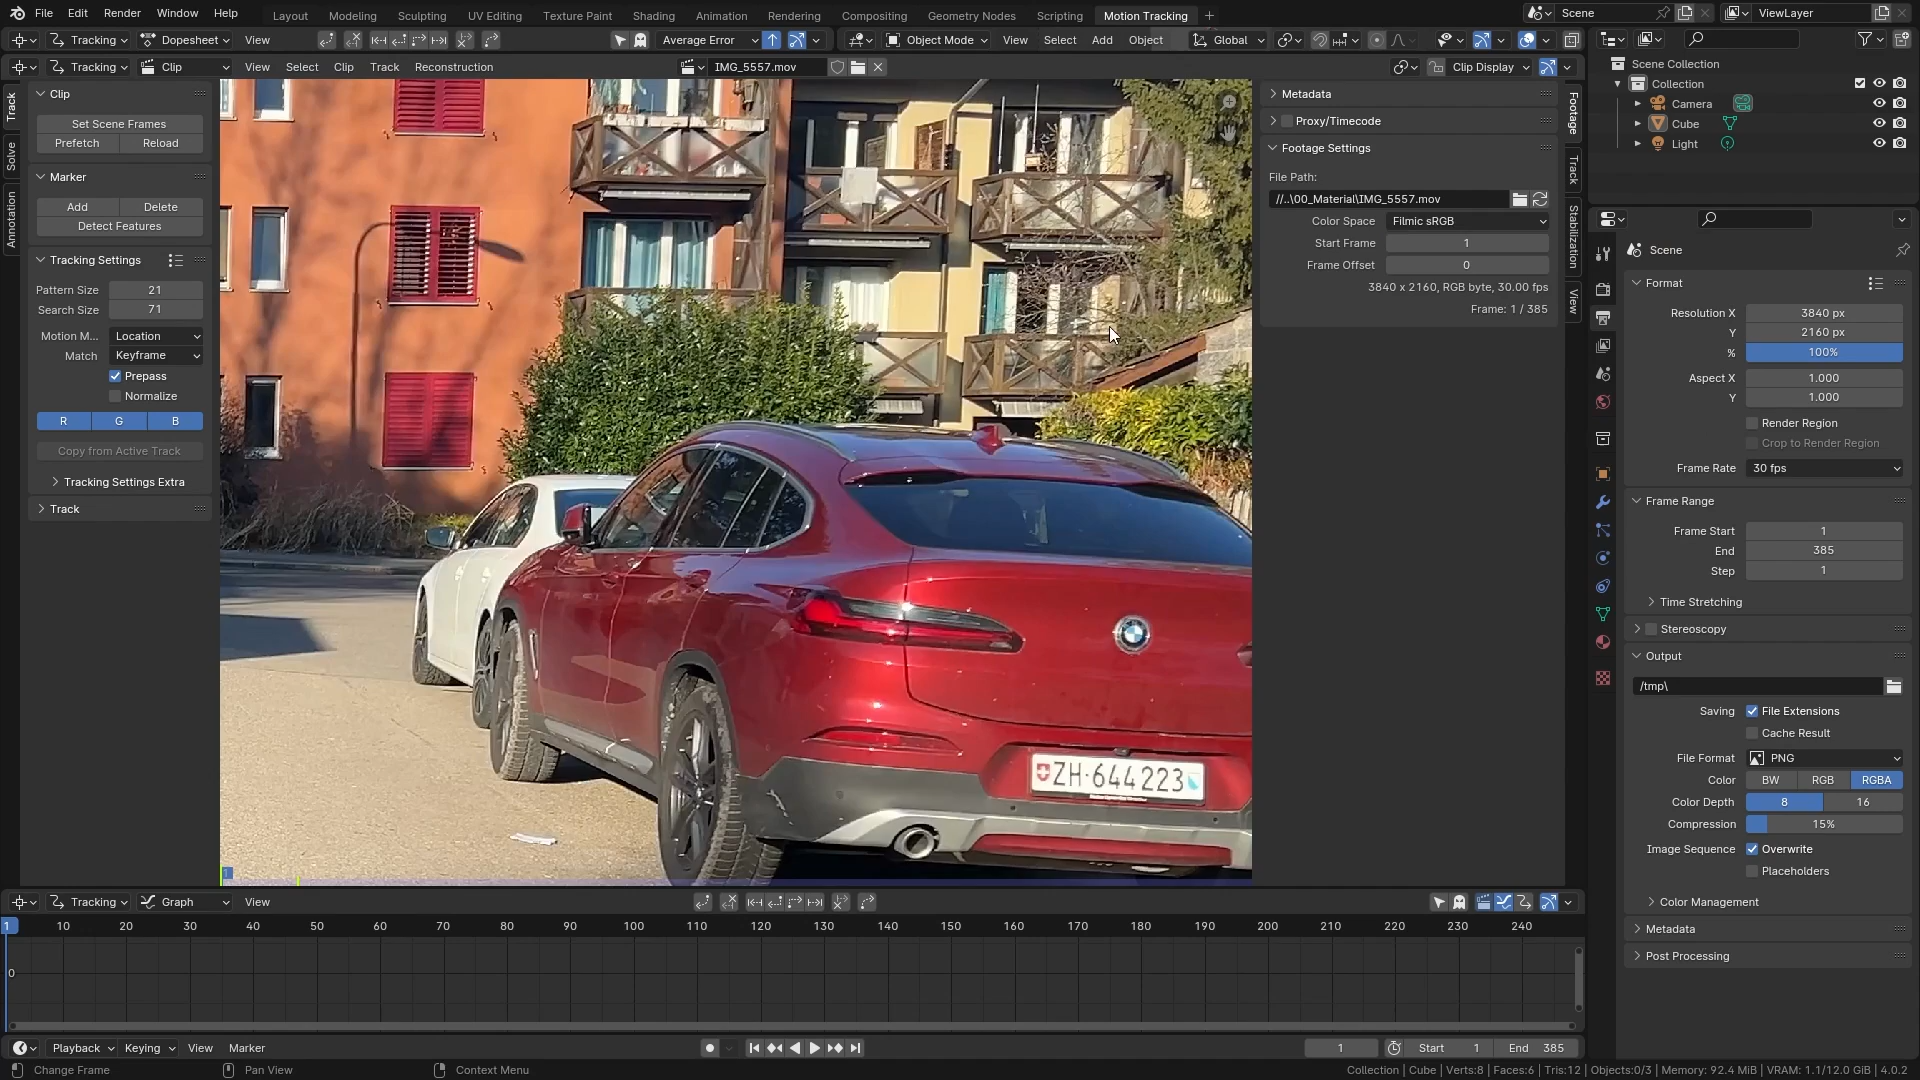 File Edit Render Window Help Layout Modeling Sculpting UV Editing Texture Paint Shading Animation Rendering Compositing Geometry Nodes Scripting Motion Tracking + Scene ViewLayer
Tracking Dopesheet View Average Error Object Mode View Select Add Object Global
Tracking Clip View Select Clip Track Reconstruction IMG_5557.mov Clip Display
Track
Solve
Annotation
Clip
Set Scene Frames
Prefetch Reload
Marker
Add Delete
Detect Features
Tracking Settings
Pattern Size 21
Search Size 71
Motion M... Location
Match Keyframe
Prepass
Normalize
R G B
Copy from Active Track
Tracking Settings Extra
Track
ZH·644223
1
Metadata
Proxy/Timecode
Footage Settings
File Path:
//..\00_Material\IMG_5557.mov
Color Space Filmic sRGB
Start Frame 1
Frame Offset 0
3840 x 2160, RGB byte, 30.00 fps
Frame: 1 / 385
Footage
Track
Stabilization
View
Scene Collection
Collection
Camera
Cube
Light
Scene
Format
Resolution X 3840 px
Y 2160 px
% 100%
Aspect X 1.000
Y 1.000
Render Region
Crop to Render Region
Frame Rate 30 fps
Frame Range
Frame Start 1
End 385
Step 1
Time Stretching
Stereoscopy
Output
/tmp\
Saving File Extensions
Cache Result
File Format PNG
Color BW RGB RGBA
Color Depth 8 16
Compression 15%
Image Sequence Overwrite
Placeholders
Color Management
Metadata
Post Processing
Tracking Graph View
1 10 20 30 40 50 60 70 80 90 100 110 120 130 140 150 160 170 180 190 200 210 220 230 240
0
Playback Keying View Marker 1 Start 1 End 385
Change Frame Pan View Context Menu Collection | Cube | Verts:8 | Faces:6 | Tris:12 | Objects:0/3 | Memory: 92.4 MiB | VRAM: 1.1/12.0 GiB | 4.0.2